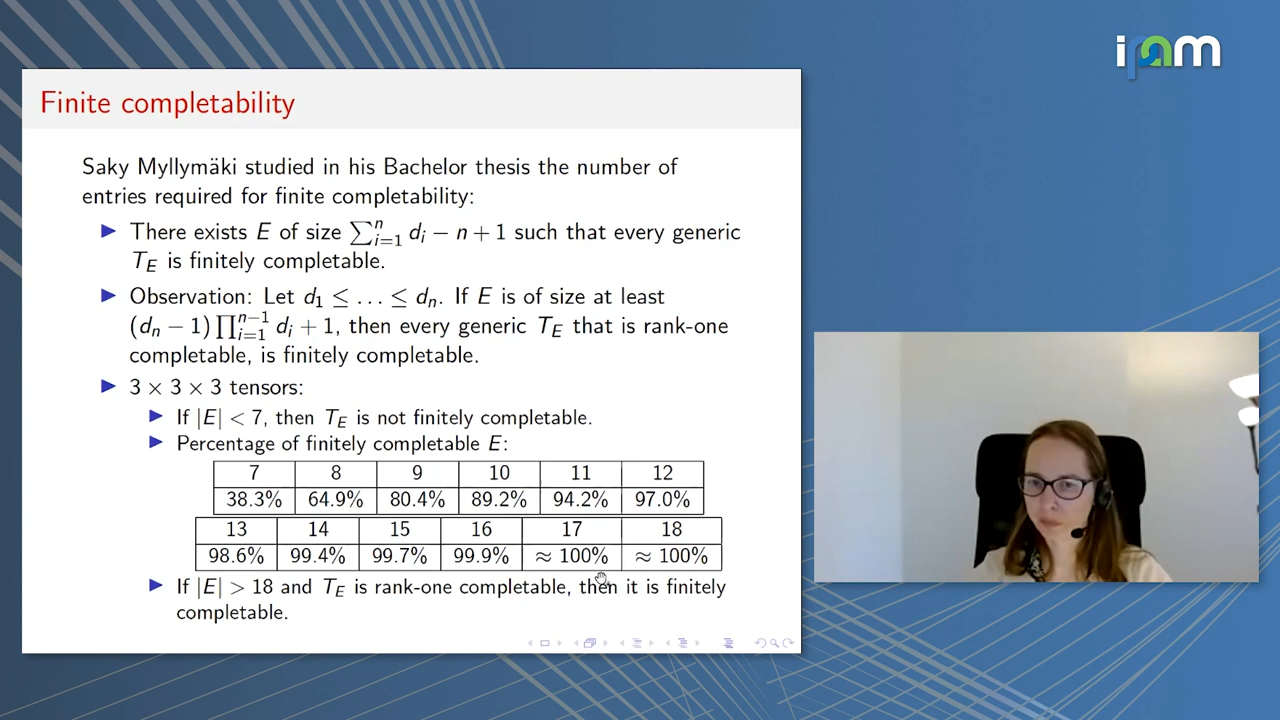 ipam
Finite completability
Saky Myllymäki studied in his Bachelor thesis the number of
entries required for finite completability:
▶ There exists E of size ∑ⁿᵢ₌₁ dᵢ − n + 1 such that every generic
T_E is finitely completable.
▶ Observation: Let d₁ ≤ … ≤ dₙ. If E is of size at least
(dₙ − 1) ∏ⁿ⁻¹ᵢ₌₁ dᵢ + 1, then every generic T_E that is rank-one
completable, is finitely completable.
▶ 3 × 3 × 3 tensors:
▶ If |E| < 7, then T_E is not finitely completable.
▶ Percentage of finitely completable E:
7 8 9 10 11 12
38.3% 64.9% 80.4% 89.2% 94.2% 97.0%
13 14 15 16 17 18
98.6% 99.4% 99.7% 99.9% ≈ 100% ≈ 100%
▶ If |E| > 18 and T_E is rank-one completable, then it is finitely
completable.